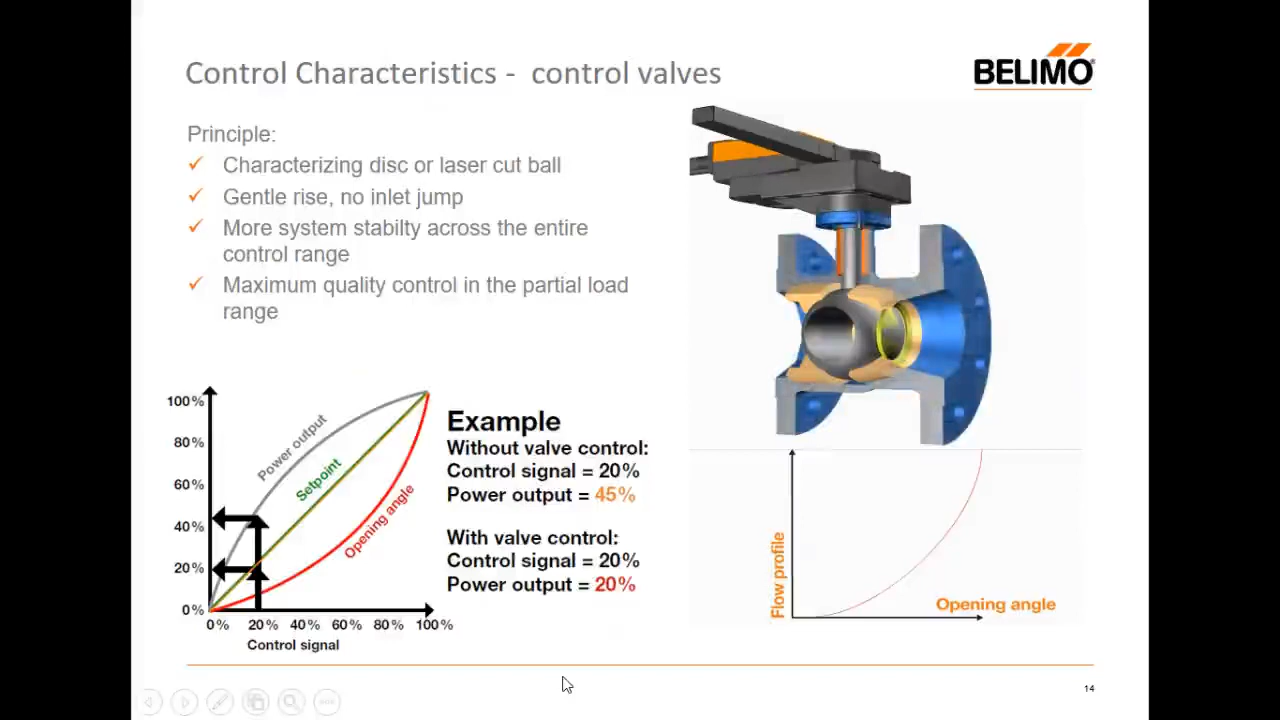 Control Characteristics - control valves
BELIMO®
Principle:
✓ Characterizing disc or laser cut ball
✓ Gentle rise, no inlet jump
✓ More system stabilty across the entire
control range
✓ Maximum quality control in the partial load
range
100%
80%
60%
40%
20%
0%
Power output
Setpoint
Opening angle
0% 20% 40% 60% 80% 100%
Control signal
Example
Without valve control:
Control signal = 20%
Power output = 45%
With valve control:
Control signal = 20%
Power output = 20%
Flow profile
Opening angle
14